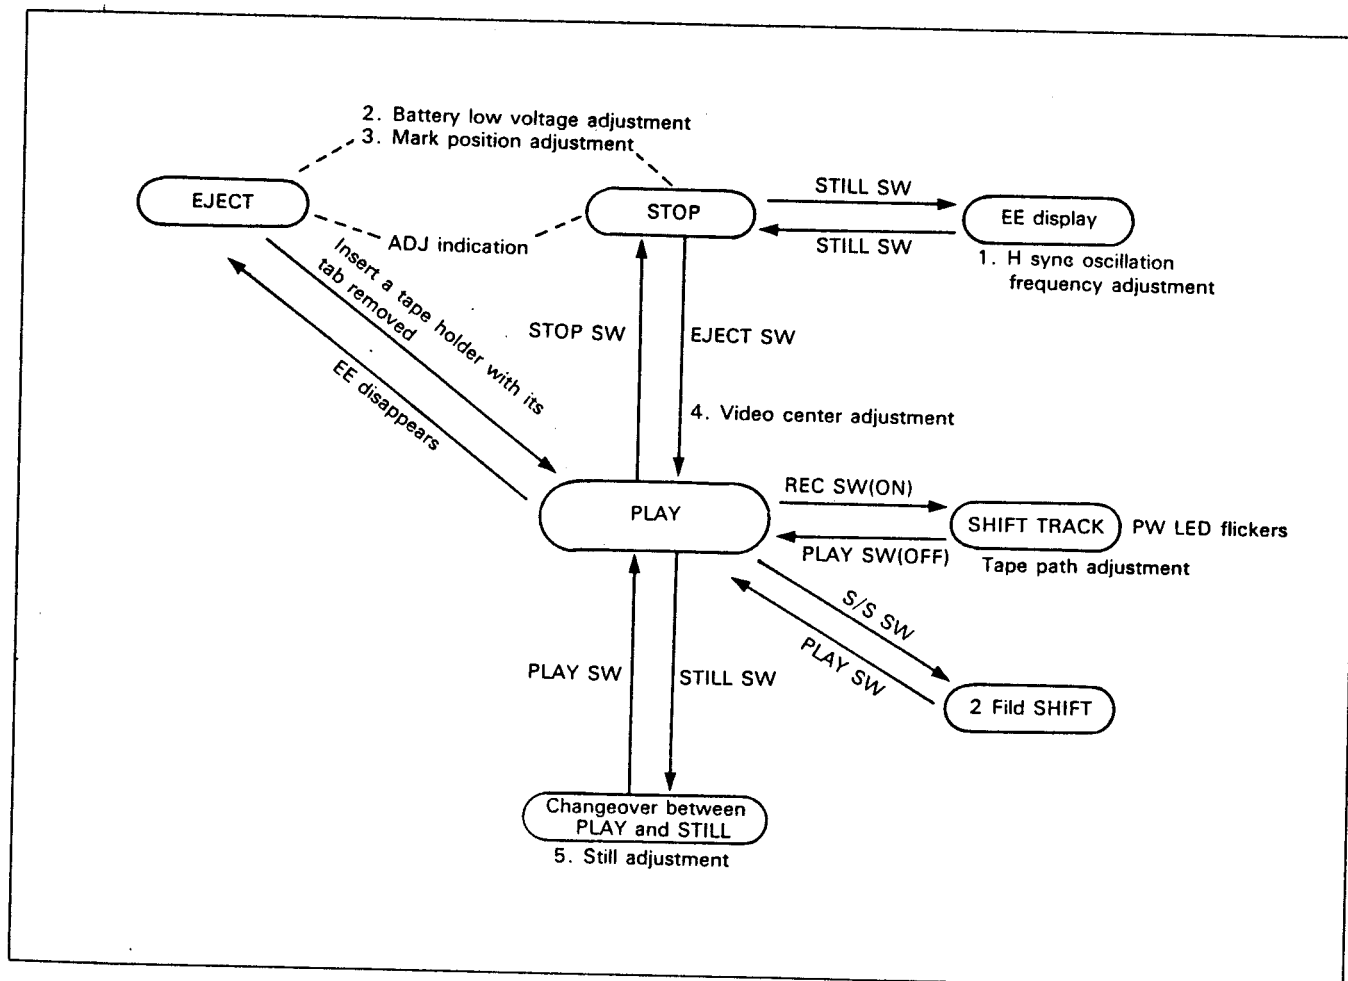 2. Battery low voltage adjustment
3. Mark position adjustment
EJECT
STOP
STILL SW
STILL SW
EE display
1. H sync oscillation
frequency adjustment
ADJ indication
Insert a tape holder with its
tab removed
EE disappears
STOP SW
EJECT SW
4. Video center adjustment
PLAY
REC SW(ON)
PLAY SW(OFF)
SHIFT TRACK
PW LED flickers
Tape path adjustment
S/S SW
PLAY SW
2 Fild SHIFT
PLAY SW
STILL SW
Changeover between
PLAY and STILL
5. Still adjustment